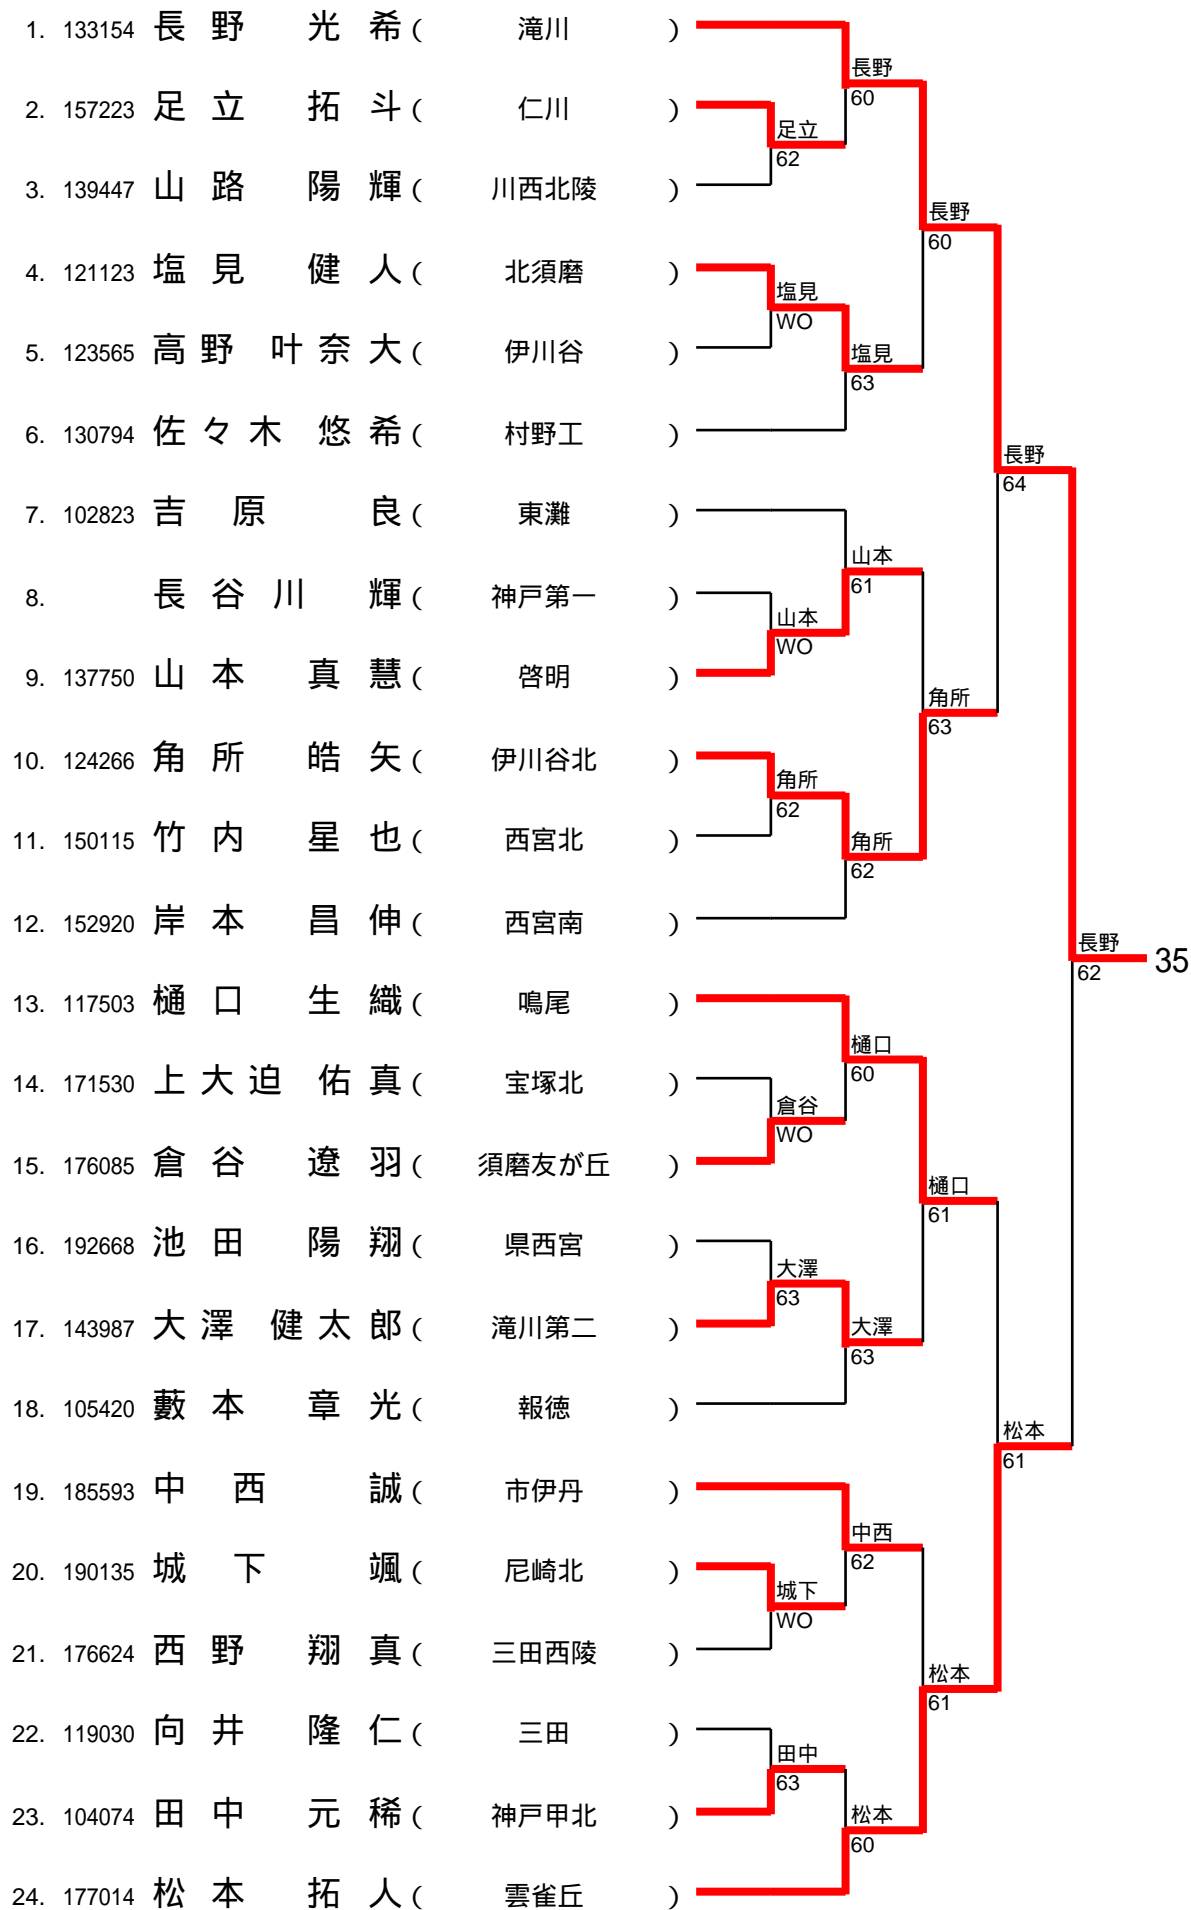 1. 133154 長野 光希 ( 滝川 )
長野
60
2. 157223 足立 拓斗 ( 仁川 )
足立
62
3. 139447 山路 陽輝 ( 川西北陵 )
長野
60
4. 121123 塩見 健人 ( 北須磨 )
塩見
WO
5. 123565 高野 叶奈大 ( 伊川谷 )
塩見
63
6. 130794 佐々木 悠希 ( 村野工 )
長野
64
7. 102823 吉原 良 ( 東灘 )
山本
61
8. 長谷川 輝 ( 神戸第一 )
山本
WO
9. 137750 山本 真慧 ( 啓明 )
角所
63
10. 124266 角所 皓矢 ( 伊川谷北 )
角所
62
11. 150115 竹内 星也 ( 西宮北 )
角所
62
12. 152920 岸本 昌伸 ( 西宮南 )
長野
62
35
13. 117503 樋口 生織 ( 鳴尾 )
樋口
60
14. 171530 上大迫 佑真 ( 宝塚北 )
倉谷
WO
15. 176085 倉谷 遼羽 ( 須磨友が丘 )
樋口
61
16. 192668 池田 陽翔 ( 県西宮 )
大澤
63
17. 143987 大澤 健太郎 ( 滝川第二 )
大澤
63
18. 105420 藪本 章光 ( 報徳 )
松本
61
19. 185593 中西 誠 ( 市伊丹 )
中西
62
20. 190135 城下 颯 ( 尼崎北 )
城下
WO
21. 176624 西野 翔真 ( 三田西陵 )
松本
61
22. 119030 向井 隆仁 ( 三田 )
田中
63
23. 104074 田中 元稀 ( 神戸甲北 )
松本
60
24. 177014 松本 拓人 ( 雲雀丘 )